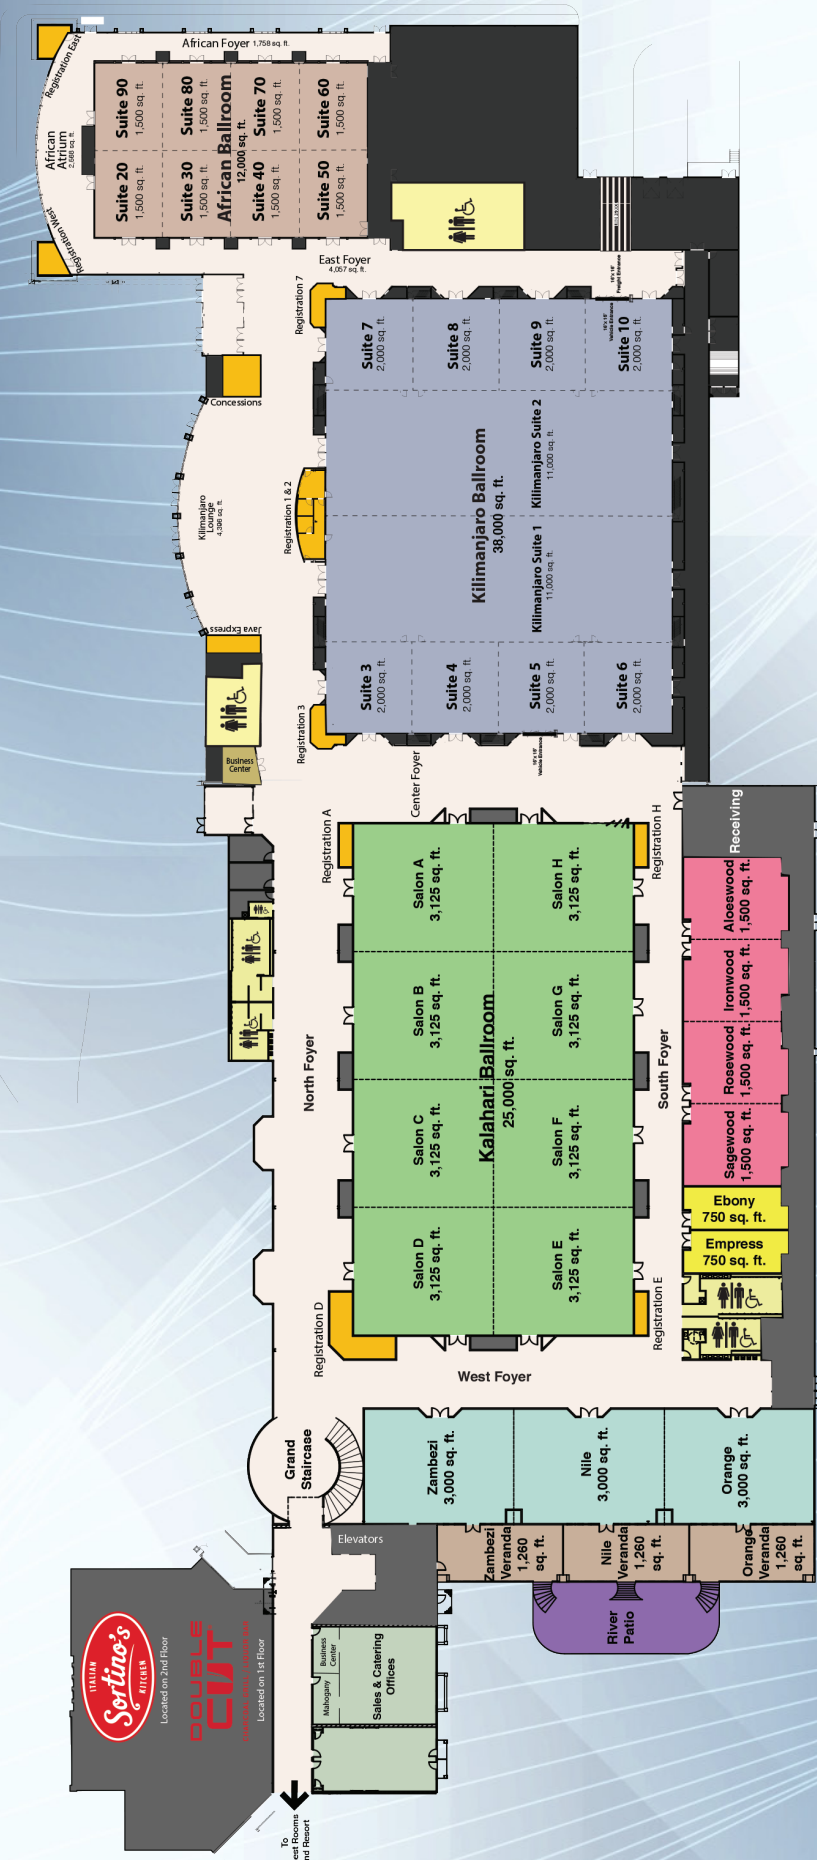 African Foyer 1,758 sq. ft.
Registration East
African
Atrium
2,668 sq. ft.
Registration West
Suite 90
1,500 sq. ft.
Suite 80
1,500 sq. ft.
Suite 70
1,500 sq. ft.
Suite 60
1,500 sq. ft.
African Ballroom
12,000 sq. ft.
Suite 20
1,500 sq. ft.
Suite 30
1,500 sq. ft.
Suite 40
1,500 sq. ft.
Suite 50
1,500 sq. ft.
East Foyer
4,057 sq. ft.
Freight Entrance
Vehicle Entrance
Registration 7
Suite 7
2,000 sq. ft.
Suite 8
2,000 sq. ft.
Suite 9
2,000 sq. ft.
Suite 10
2,000 sq. ft.
Concessions
Kilimanjaro
Lounge
4,396 sq. ft.
Registration 1 & 2
Kilimanjaro Ballroom
38,000 sq. ft.
Kilimanjaro Suite 2
11,000 sq. ft.
Kilimanjaro Suite 1
11,000 sq. ft.
Java Express
Suite 3
2,000 sq. ft.
Suite 4
2,000 sq. ft.
Suite 5
2,000 sq. ft.
Suite 6
2,000 sq. ft.
Registration 3
Business
Center
Center Foyer
Vehicle Entrance
Receiving
Registration A
Registration H
Salon A
3,125 sq. ft.
Salon H
3,125 sq. ft.
Aloeswood
1,500 sq. ft.
Salon B
3,125 sq. ft.
Salon G
3,125 sq. ft.
Ironwood
1,500 sq. ft.
North Foyer
Kalahari Ballroom
25,000 sq. ft.
South Foyer
Rosewood
1,500 sq. ft.
Salon C
3,125 sq. ft.
Salon F
3,125 sq. ft.
Sagewood
1,500 sq. ft.
Ebony
750 sq. ft.
Empress
750 sq. ft.
Salon D
3,125 sq. ft.
Salon E
3,125 sq. ft.
Registration D
Registration E
West Foyer
Grand
Staircase
Zambezi
3,000 sq. ft.
Nile
3,000 sq. ft.
Orange
3,000 sq. ft.
Elevators
Zambezi
Veranda
1,260
sq. ft.
Nile
Veranda
1,260
sq. ft.
Orange
Veranda
1,260
sq. ft.
River
Patio
ITALIAN
Sortino's
KITCHEN
Located on 2nd Floor
DOUBLE
CUT
Located on 1st Floor
Business
Center
Mahogany
Sales & Catering
Offices
To
est Rooms
nd Resort